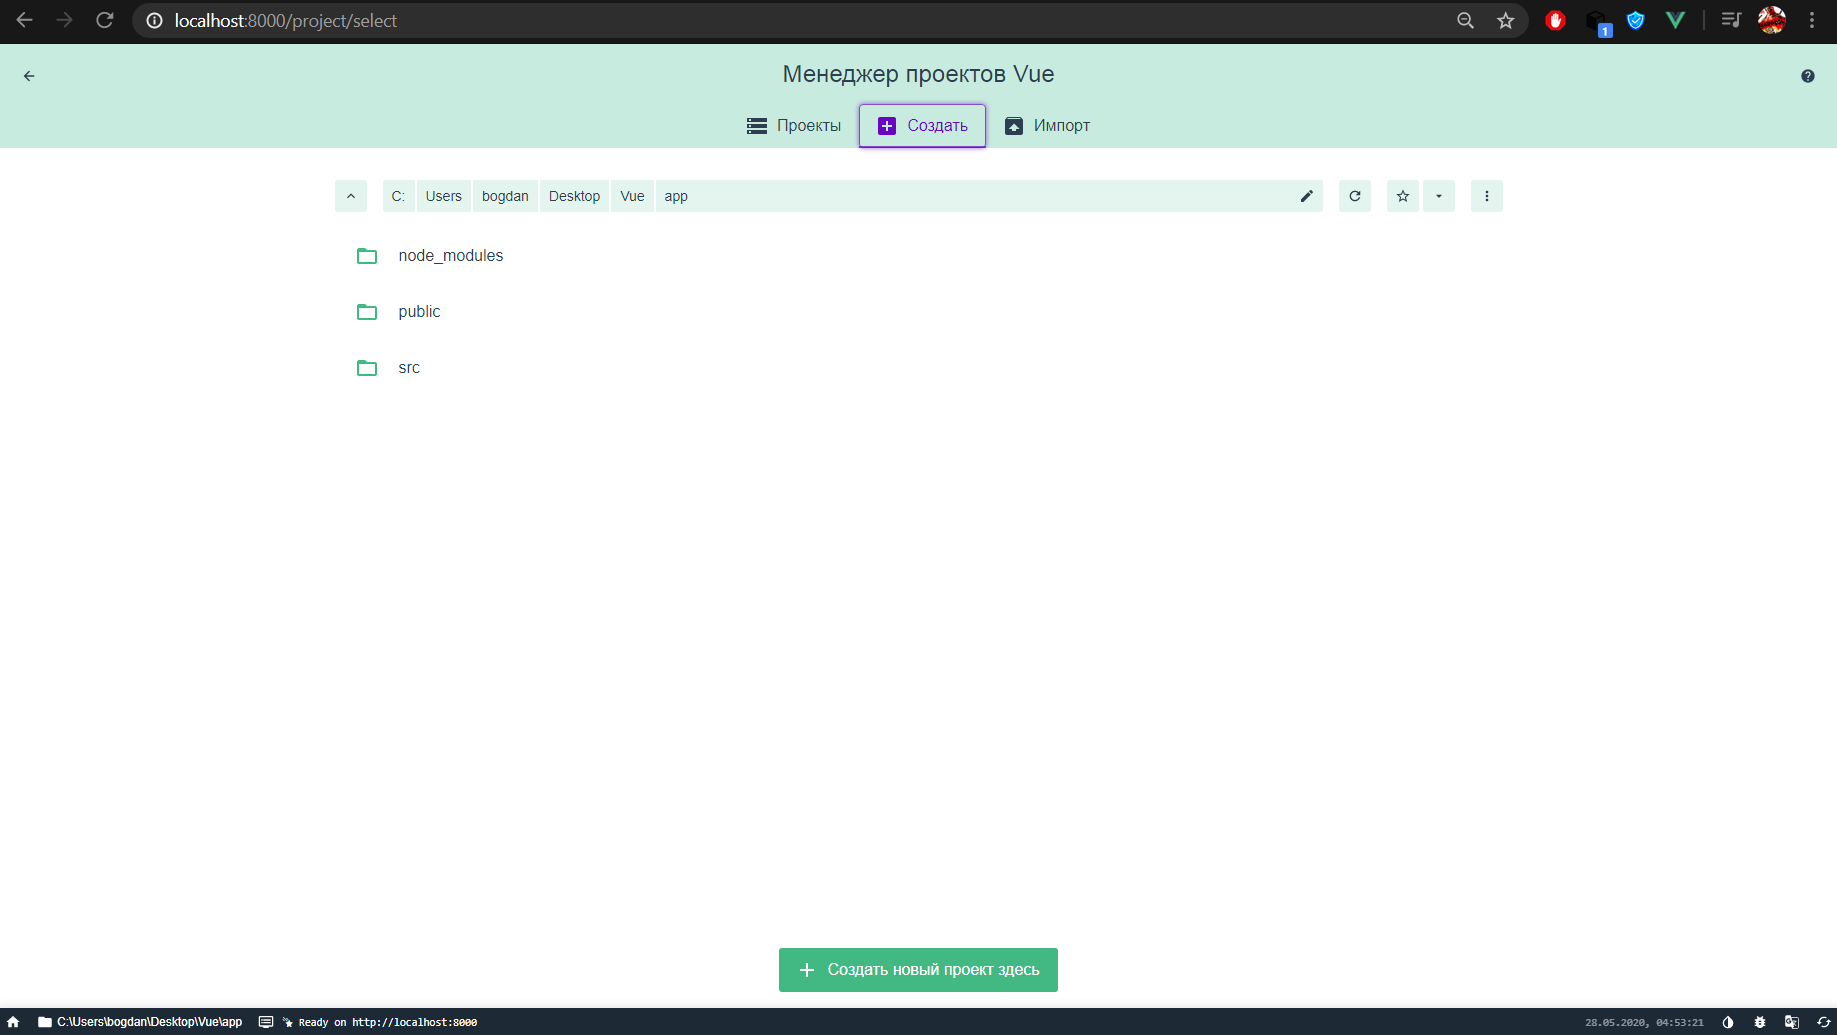 localhost:8000/project/select
1
Менеджер проектов Vue
Проекты
Создать
Импорт
C: Users bogdan Desktop Vue app
node_modules
public
src
Создать новый проект здесь
C:\Users\bogdan\Desktop\Vue\app
Ready on http://localhost:8000
28.05.2020, 04:53:21